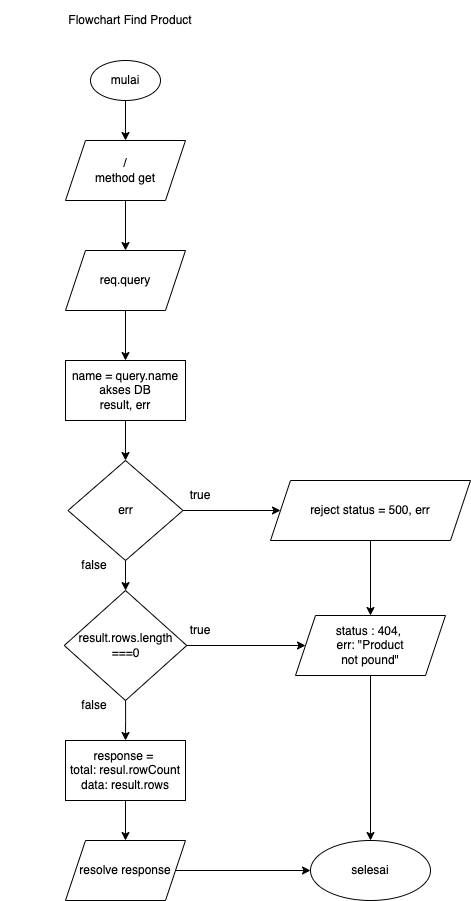 Flowchart Find Product
mulai
/
method get
req.query
name = query.name
akses DB
result, err
err
true
reject status = 500, err
false
result.rows.length
===0
true
status : 404,
err: "Product
not pound"
false
response =
total: resul.rowCount
data: result.rows
resolve response
selesai